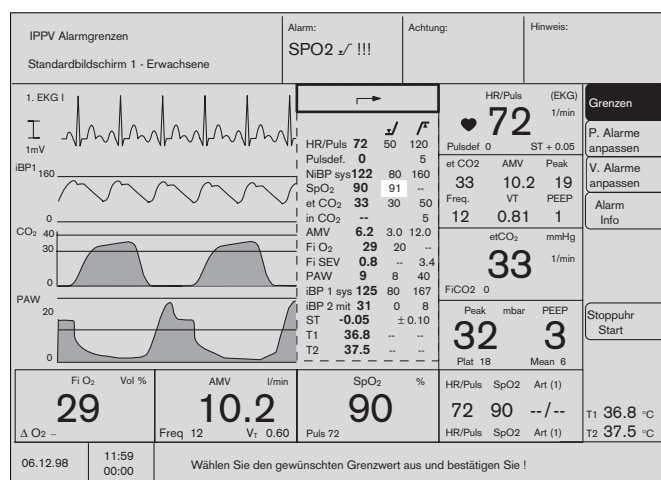 IPPV Alarmgrenzen
Standardbildschirm 1 - Erwachsene
Alarm:
SPO2 !!!
Achtung:
Hinweis:
1. EKG I
1mV
iBP1
160
0
CO₂ 40
30
0
PAW
20
0
HR/Puls 72 50 120
Pulsdef. 0 5
NiBP sys 122 80 160
SpO₂ 90 91 --
et CO₂ 33 30 50
in CO₂ -- 5
AMV 6.2 3.0 12.0
Fi O₂ 29 20 --
Fi SEV 0.8 -- 3.4
PAW 9 8 40
iBP 1 sys 125 80 167
iBP 2 mit 31 0 8
ST -0.05 ± 0.10
T1 36.8 -- --
T2 37.5 -- --
HR/Puls (EKG)
72 1/min
Pulsdef 0 ST + 0.05
et CO2 AMV Peak
33 10.2 19
Freq. VT PEEP
12 0.81 1
etCO₂ mmHg
33 1/min
FiCO2 0
Peak mbar PEEP
32 3
Plat 18 Mean 6
Grenzen
P. Alarme
anpassen
V. Alarme
anpassen
Alarm
Info
Stoppuhr
Start
Fi O₂ Vol %
29
Δ O₂ --
AMV l/min
10.2
Freq 12 VT 0.60
SpO₂ %
90
Puls 72
HR/Puls SpO2 Art (1)
72 90 --/--
HR/Puls SpO2 Art (1)
T1 36.8 °C
T2 37.5 °C
06.12.98
11:59
00:00
Wählen Sie den gewünschten Grenzwert aus und bestätigen Sie !